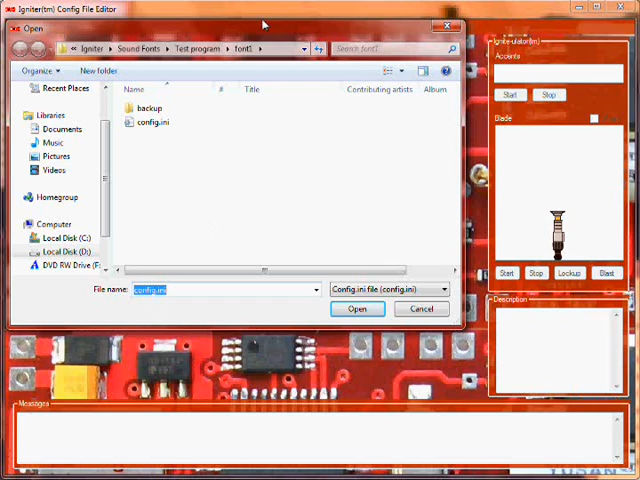 Igniter(tm) Config File Editor
Open
Igniter ▸ Sound Fonts ▸ Test program ▸ font1 ▸
Search font1
Organize
New folder
Name
#
Title
Contributing artists
Album
Recent Places
Libraries
Documents
Music
Pictures
Videos
Homegroup
Computer
Local Disk (C:)
Local Disk (D:)
DVD RW Drive (F:
backup
config.ini
File name:
config.ini
Config.ini file (config.ini)
Open
Cancel
Ignite-ulator(tm)
Accents
Start
Stop
Blade
Start
Stop
Lockup
Blast
Description
Messages